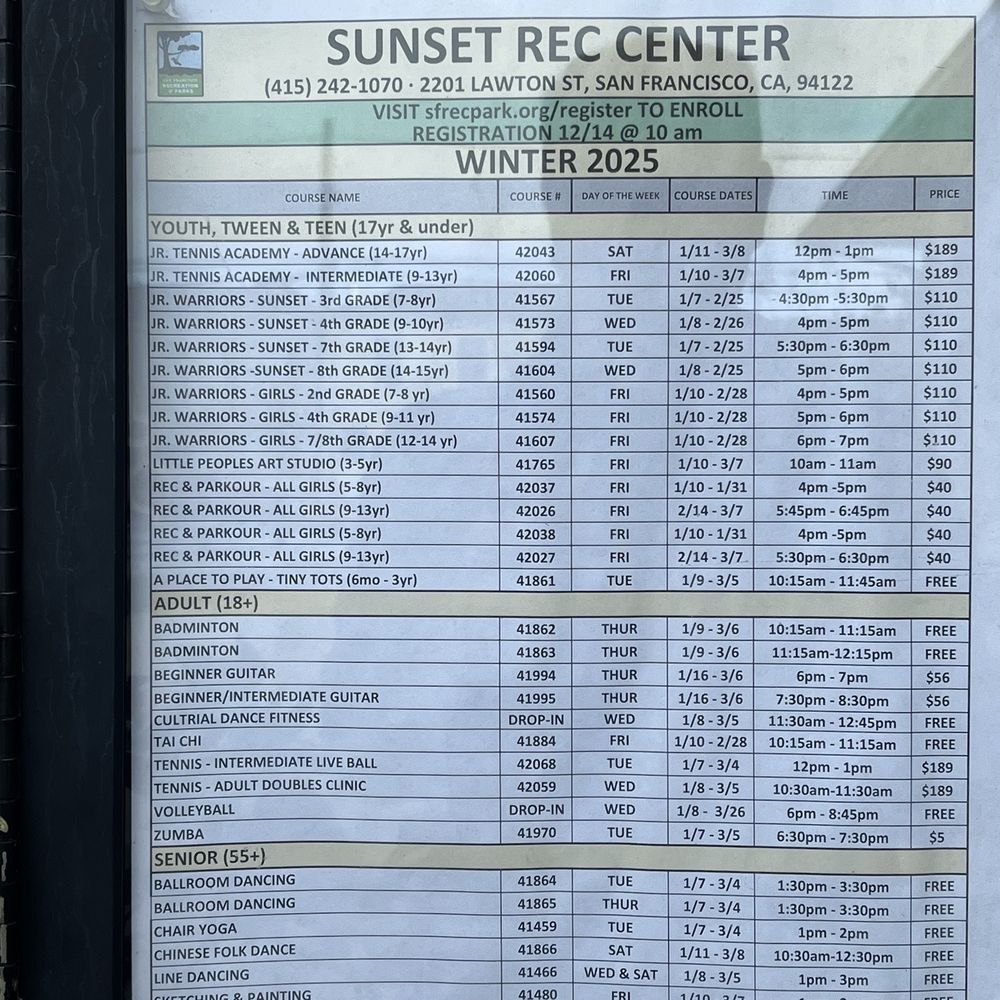 SAN FRANCISCO
RECREATION
& PARKS
SUNSET REC CENTER
(415) 242-1070 · 2201 LAWTON ST, SAN FRANCISCO, CA, 94122
VISIT sfrecpark.org/register TO ENROLL
REGISTRATION 12/14 @ 10 am
WINTER 2025
COURSE NAME COURSE # DAY OF THE WEEK COURSE DATES TIME PRICE
YOUTH, TWEEN & TEEN (17yr & under)
JR. TENNIS ACADEMY - ADVANCE (14-17yr) 42043 SAT 1/11 - 3/8 12pm - 1pm $189
JR. TENNIS ACADEMY - INTERMEDIATE (9-13yr) 42060 FRI 1/10 - 3/7 4pm - 5pm $189
JR. WARRIORS - SUNSET - 3rd GRADE (7-8yr) 41567 TUE 1/7 - 2/25 4:30pm -5:30pm $110
JR. WARRIORS - SUNSET - 4th GRADE (9-10yr) 41573 WED 1/8 - 2/26 4pm - 5pm $110
JR. WARRIORS - SUNSET - 7th GRADE (13-14yr) 41594 TUE 1/7 - 2/25 5:30pm - 6:30pm $110
JR. WARRIORS -SUNSET - 8th GRADE (14-15yr) 41604 WED 1/8 - 2/25 5pm - 6pm $110
JR. WARRIORS - GIRLS - 2nd GRADE (7-8 yr) 41560 FRI 1/10 - 2/28 4pm - 5pm $110
JR. WARRIORS - GIRLS - 4th GRADE (9-11 yr) 41574 FRI 1/10 - 2/28 5pm - 6pm $110
JR. WARRIORS - GIRLS - 7/8th GRADE (12-14 yr) 41607 FRI 1/10 - 2/28 6pm - 7pm $110
LITTLE PEOPLES ART STUDIO (3-5yr) 41765 FRI 1/10 - 3/7 10am - 11am $90
REC & PARKOUR - ALL GIRLS (5-8yr) 42037 FRI 1/10 - 1/31 4pm -5pm $40
REC & PARKOUR - ALL GIRLS (9-13yr) 42026 FRI 2/14 - 3/7 5:45pm - 6:45pm $40
REC & PARKOUR - ALL GIRLS (5-8yr) 42038 FRI 1/10 - 1/31 4pm -5pm $40
REC & PARKOUR - ALL GIRLS (9-13yr) 42027 FRI 2/14 - 3/7 5:30pm - 6:30pm $40
A PLACE TO PLAY - TINY TOTS (6mo - 3yr) 41861 TUE 1/9 - 3/5 10:15am - 11:45am FREE
ADULT (18+)
BADMINTON 41862 THUR 1/9 - 3/6 10:15am - 11:15am FREE
BADMINTON 41863 THUR 1/9 - 3/6 11:15am-12:15pm FREE
BEGINNER GUITAR 41994 THUR 1/16 - 3/6 6pm - 7pm $56
BEGINNER/INTERMEDIATE GUITAR 41995 THUR 1/16 - 3/6 7:30pm - 8:30pm $56
CULTRIAL DANCE FITNESS DROP-IN WED 1/8 - 3/5 11:30am - 12:45pm FREE
TAI CHI 41884 FRI 1/10 - 2/28 10:15am - 11:15am FREE
TENNIS - INTERMEDIATE LIVE BALL 42068 TUE 1/7 - 3/4 12pm - 1pm $189
TENNIS - ADULT DOUBLES CLINIC 42059 WED 1/8 - 3/5 10:30am-11:30am $189
VOLLEYBALL DROP-IN WED 1/8 - 3/26 6pm - 8:45pm FREE
ZUMBA 41970 TUE 1/7 - 3/5 6:30pm - 7:30pm $5
SENIOR (55+)
BALLROOM DANCING 41864 TUE 1/7 - 3/4 1:30pm - 3:30pm FREE
BALLROOM DANCING 41865 THUR 1/7 - 3/4 1:30pm - 3:30pm FREE
CHAIR YOGA 41459 TUE 1/7 - 3/4 1pm - 2pm FREE
CHINESE FOLK DANCE 41866 SAT 1/11 - 3/8 10:30am-12:30pm FREE
LINE DANCING 41466 WED & SAT 1/8 - 3/5 1pm - 3pm FREE
SKETCHING & PAINTING 41480 FRI 1/10 - 3/7 FREE